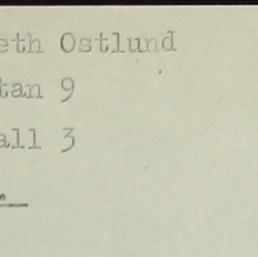 eth Ostlund
tan 9
all 3